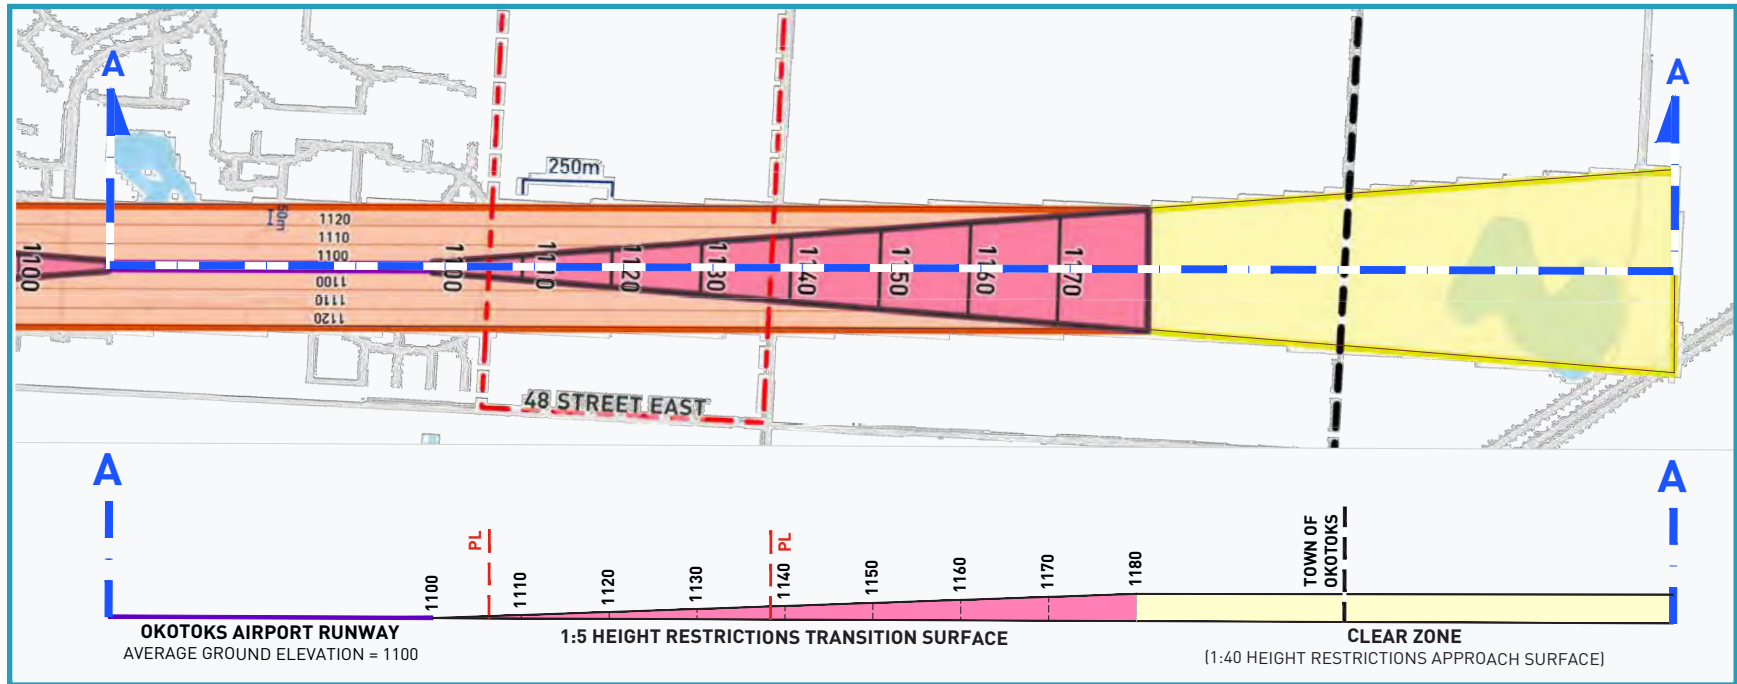 A
A
250m
50m
1120
1110
1100
1100
1110
1120
1100
1100
1110
1120
1130
1140
1150
1160
1170
48 STREET EAST
A
A
PL
PL
1100
1110
1120
1130
1140
1150
1160
1170
1180
TOWN OF
OKOTOKS
OKOTOKS AIRPORT RUNWAY
AVERAGE GROUND ELEVATION = 1100
1:5 HEIGHT RESTRICTIONS TRANSITION SURFACE
CLEAR ZONE
(1:40 HEIGHT RESTRICTIONS APPROACH SURFACE)